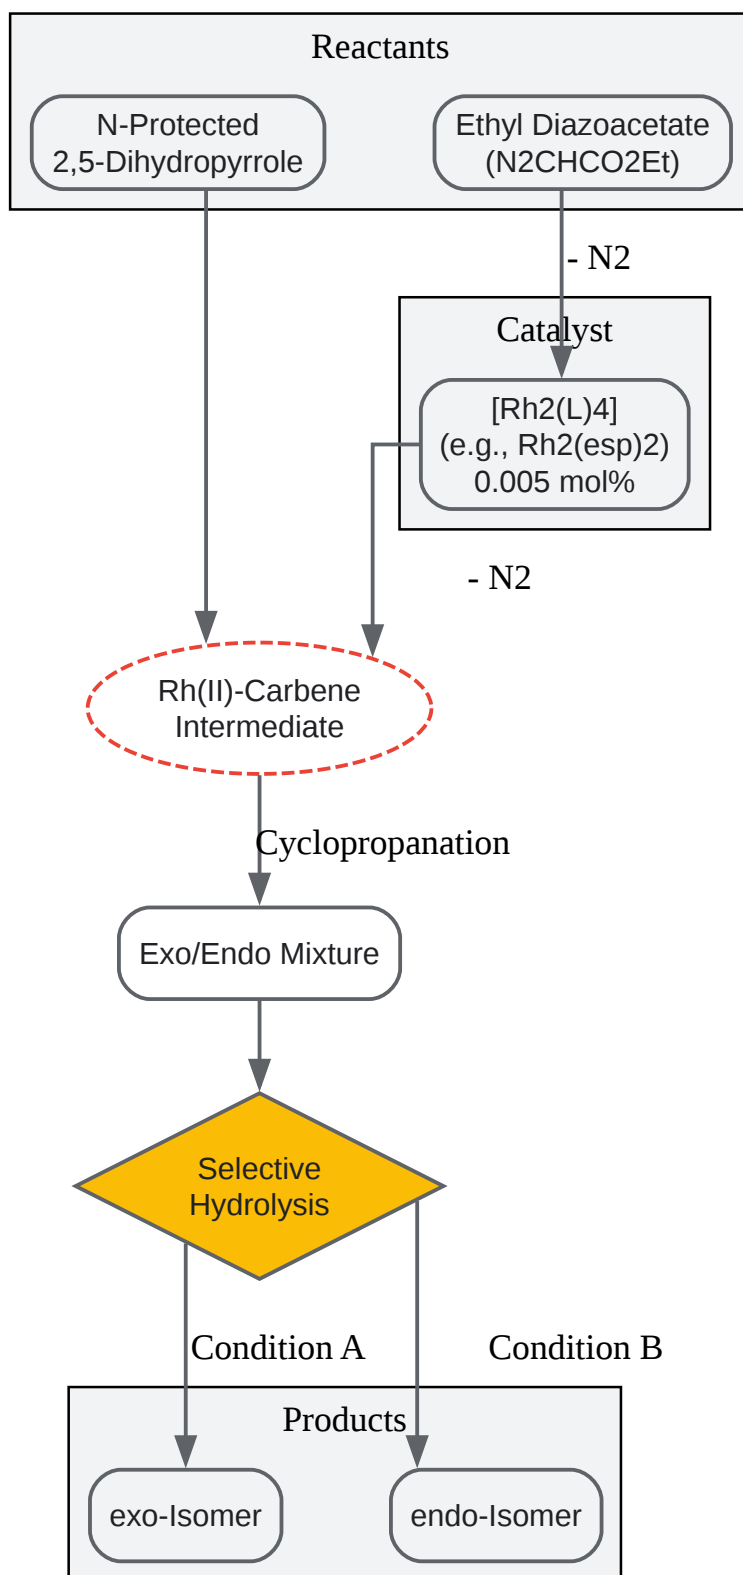 Reactants
N-Protected
2,5-Dihydropyrrole
Ethyl Diazoacetate
(N2CHCO2Et)
- N2
Catalyst
[Rh2(L)4]
(e.g., Rh2(esp)2)
0.005 mol%
- N2
Rh(II)-Carbene
Intermediate
Cyclopropanation
Exo/Endo Mixture
Selective
Hydrolysis
Condition A
Condition B
Products
exo-Isomer
endo-Isomer